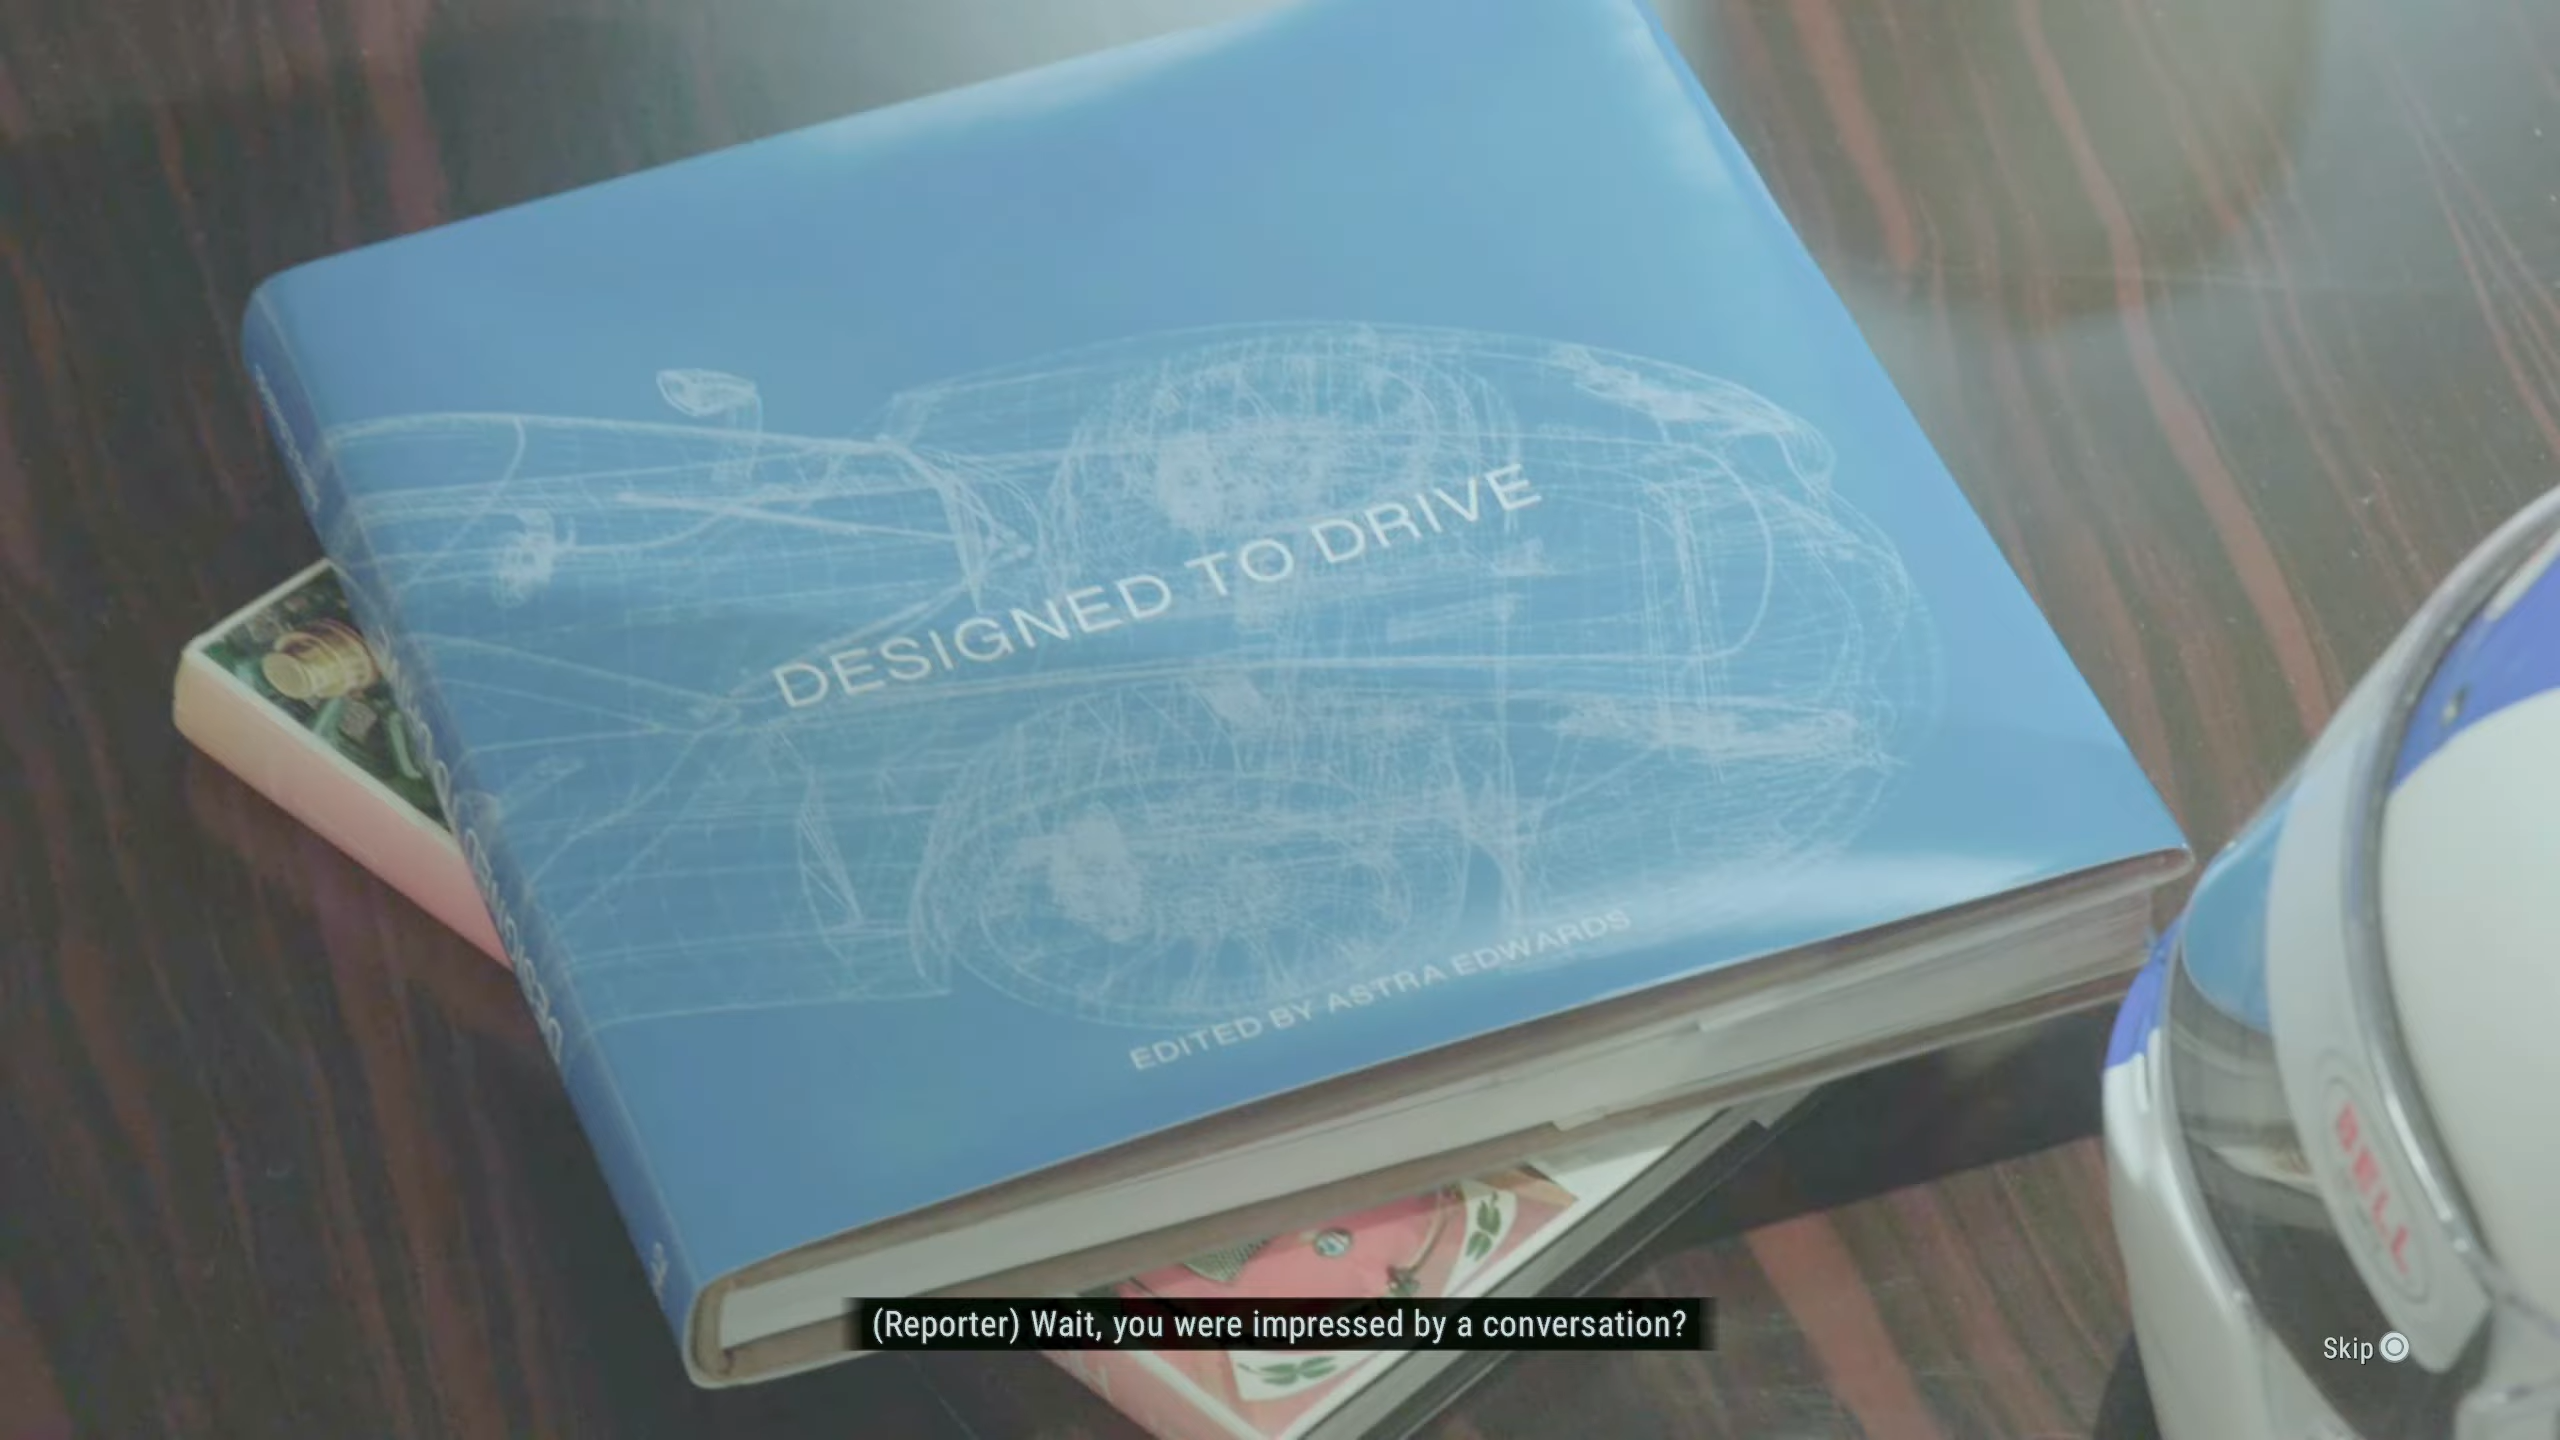 DESIGNED TO DRIVE
EDITED BY ASTRA EDWARDS
BELL
(Reporter) Wait, you were impressed by a conversation?
Skip